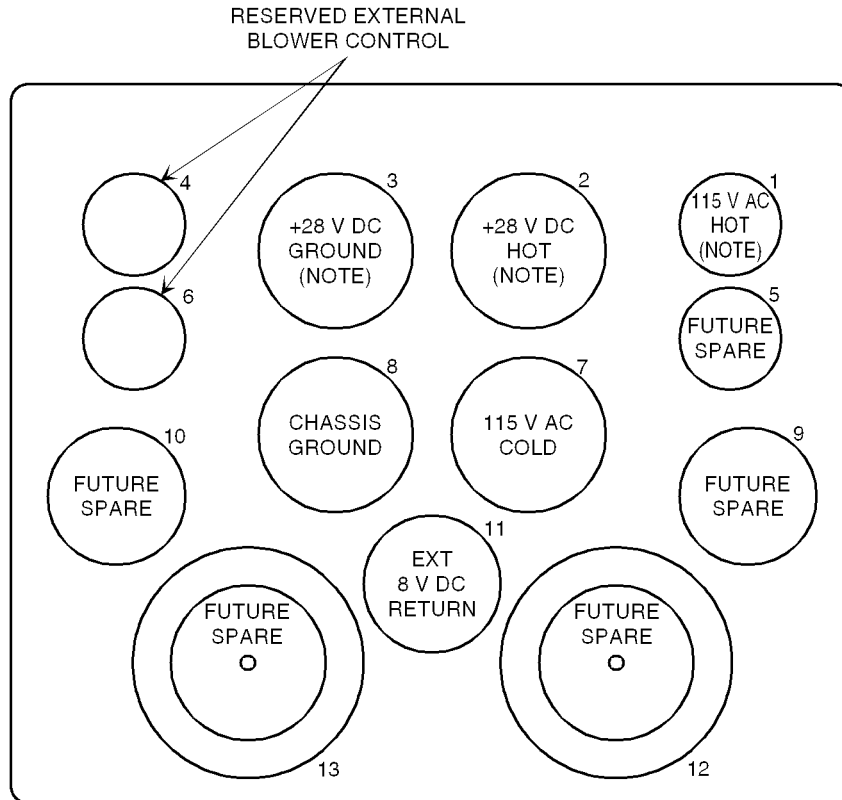 RESERVED EXTERNAL
BLOWER CONTROL
4
3
2
1
+28 V DC
GROUND
(NOTE)
+28 V DC
HOT
(NOTE)
115 V AC
HOT
(NOTE)
6
5
FUTURE
SPARE
8
7
CHASSIS
GROUND
115 V AC
COLD
10
9
FUTURE
SPARE
FUTURE
SPARE
11
EXT
8 V DC
RETURN
FUTURE
SPARE
FUTURE
SPARE
13
12